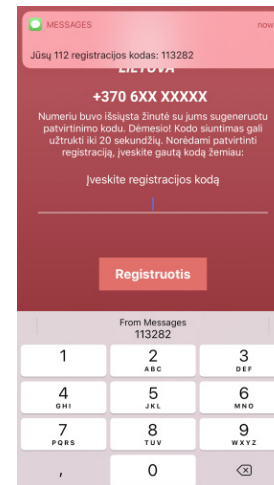 MESSAGES now
Jūsų 112 registracijos kodas: 113282
LIETUVA
+370 6XX XXXXX
Numeriu buvo išsiųsta žinutė su jums sugeneruotu
patvirtinimo kodu. Dėmesio! Kodo siuntimas gali
užtrukti iki 20 sekundžių. Norėdami patvirtinti
registraciją, įveskite gautą kodą žemiau:
Įveskite registracijos kodą
Registruotis
From Messages
113282
1 2 3
ABC DEF
4 5 6
GHI JKL MNO
7 8 9
PQRS TUV WXYZ
, 0